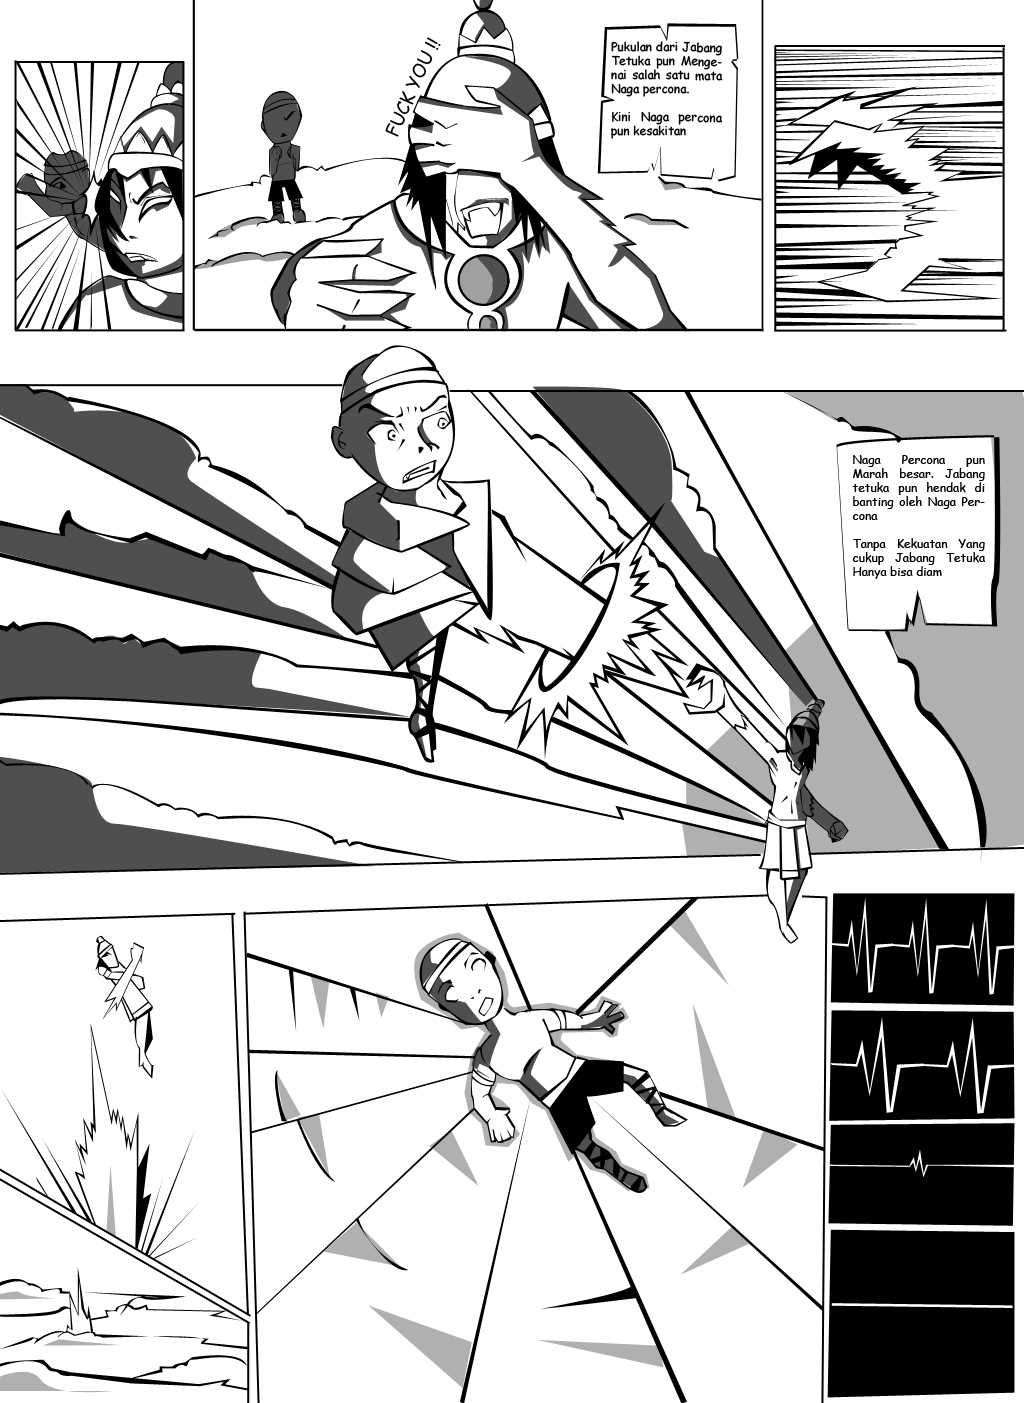 FUCK YOU !!
Pukulan dari Jabang
Tetuka pun Menge-
nai salah satu mata
Naga percona.
Kini Naga percona
pun kesakitan
Naga Percona pun
Marah besar. Jabang
tetuka pun hendak di
banting oleh Naga Per-
cona
Tanpa Kekuatan Yang
cukup Jabang Tetuka
Hanya bisa diam